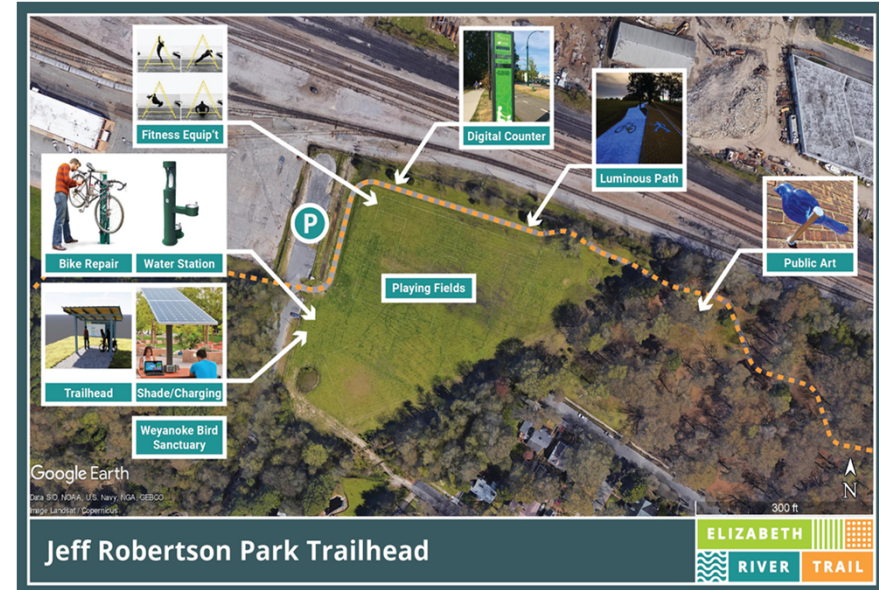 Fitness Equip't
Digital Counter
Luminous Path
Public Art
P
Bike Repair
Water Station
Playing Fields
Trailhead
Shade/Charging
Weyanoke Bird
Sanctuary
Google Earth
Data SIO, NOAA, U.S. Navy, NGA, GEBCO
Image Landsat / Copernicus
N
300 ft
Jeff Robertson Park Trailhead
ELIZABETH
RIVER TRAIL